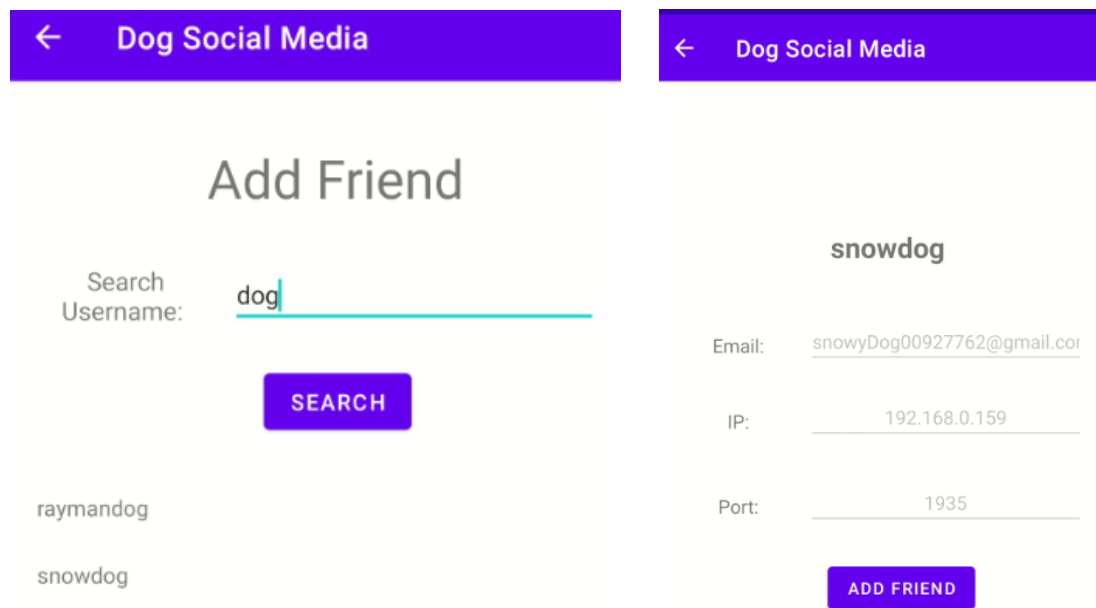 Dog Social Media
Add Friend
Search
Username:
dog
SEARCH
raymandog
snowdog
Dog Social Media
snowdog
Email:
snowyDog00927762@gmail.cor
IP:
192.168.0.159
Port:
1935
ADD FRIEND